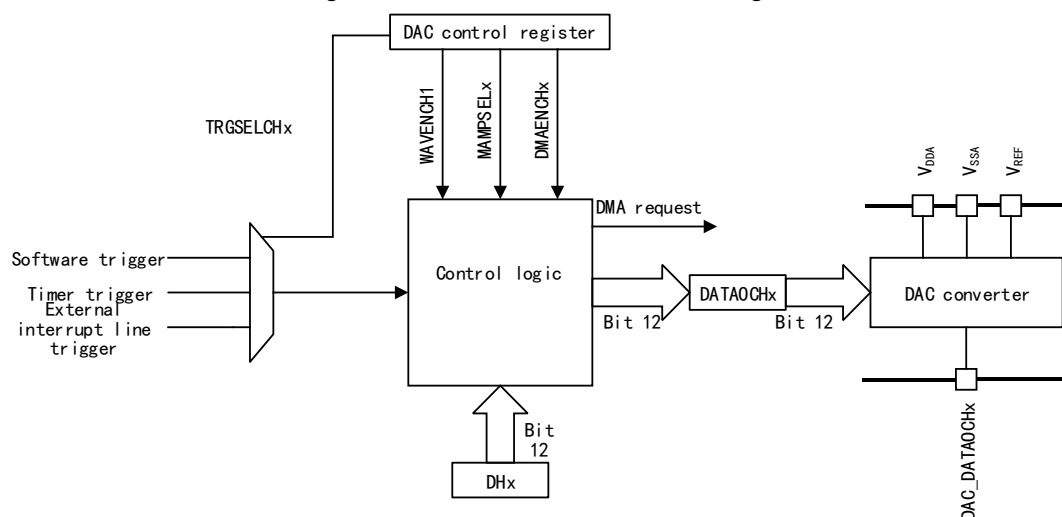 DAC control register
TRGSELCHx
WAVENCH1
MAMPSELx
DMAENCHx
VDDA
VSSA
VREF
DMA request
Software trigger
Timer trigger
External
interrupt line
trigger
Control logic
Bit 12
DATAOCHx
Bit 12
DAC converter
Bit
12
DHx
DAC_DATAOCHx